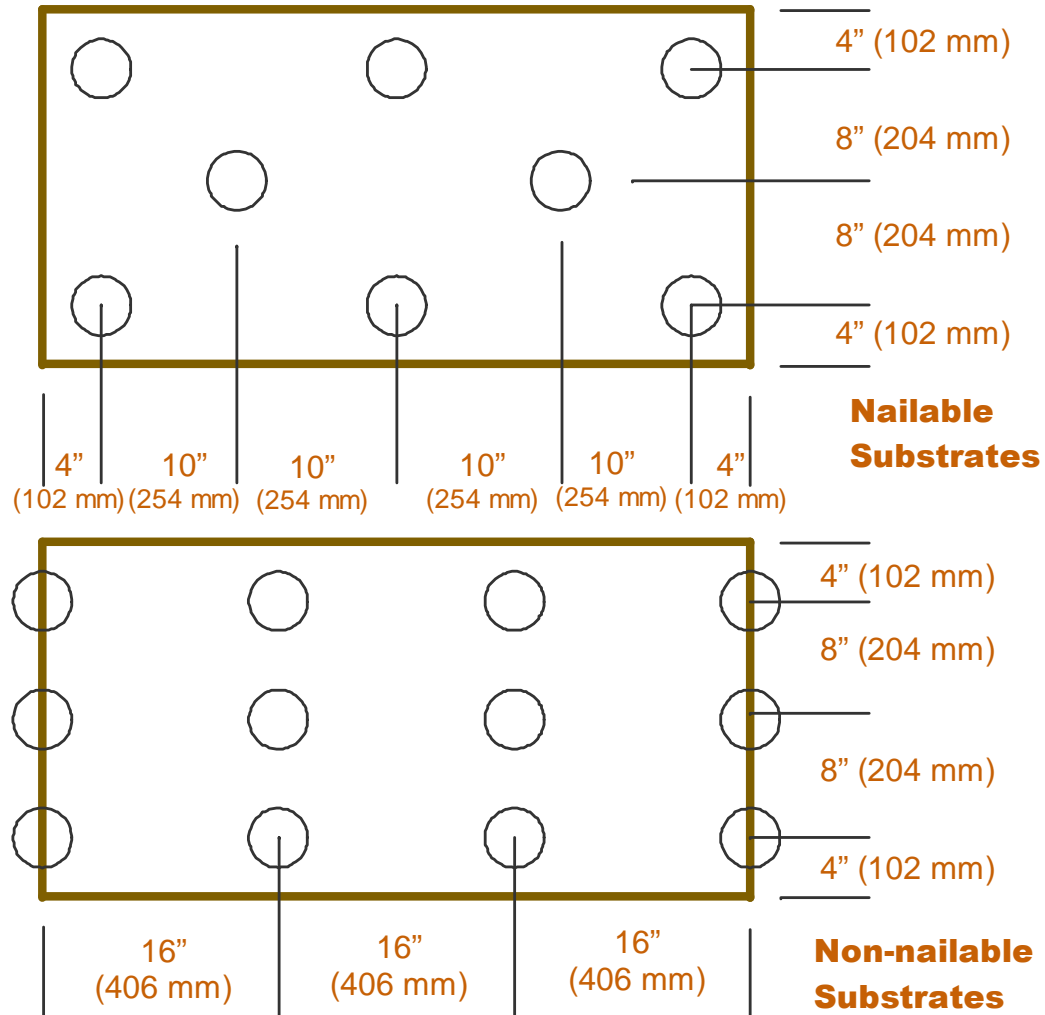 4” (102 mm)
8” (204 mm)
8” (204 mm)
4” (102 mm)
Nailable
Substrates
4” 10” 10” 10” 10” 4”
(102 mm) (254 mm) (254 mm) (254 mm) (254 mm) (102 mm)
4” (102 mm)
8” (204 mm)
8” (204 mm)
4” (102 mm)
16” 16” 16”
(406 mm) (406 mm) (406 mm)
Non-nailable
Substrates